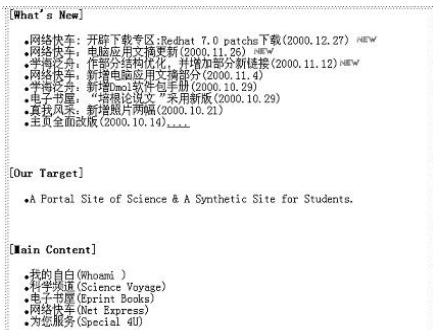 [What's New]
网络快车: 开辟下载专区:Redhat 7.0 patchs下载(2000.12.27) NEW
网络快车: 电脑应用文摘更新(2000.11.26) NEW
学海泛舟: 作部分结构优化, 并增加部分新链接(2000.11.12) NEW
网络快车: 新增电脑应用文摘部分(2000.11.4)
学海泛舟: 新增Dmol软件包手册(2000.10.29)
电子书屋: “培根论说文”采用新版(2000.10.29)
真我风采: 新增照片两幅(2000.10.21)
主页全面改版(2000.10.14)....
[Our Target]
A Portal Site of Science & A Synthetic Site for Students.
[Main Content]
我的自白(Whoami )
科学频道(Science Voyage)
电子书屋(Eprint Books)
网络快车(Net Express)
为您服务(Special 4U)